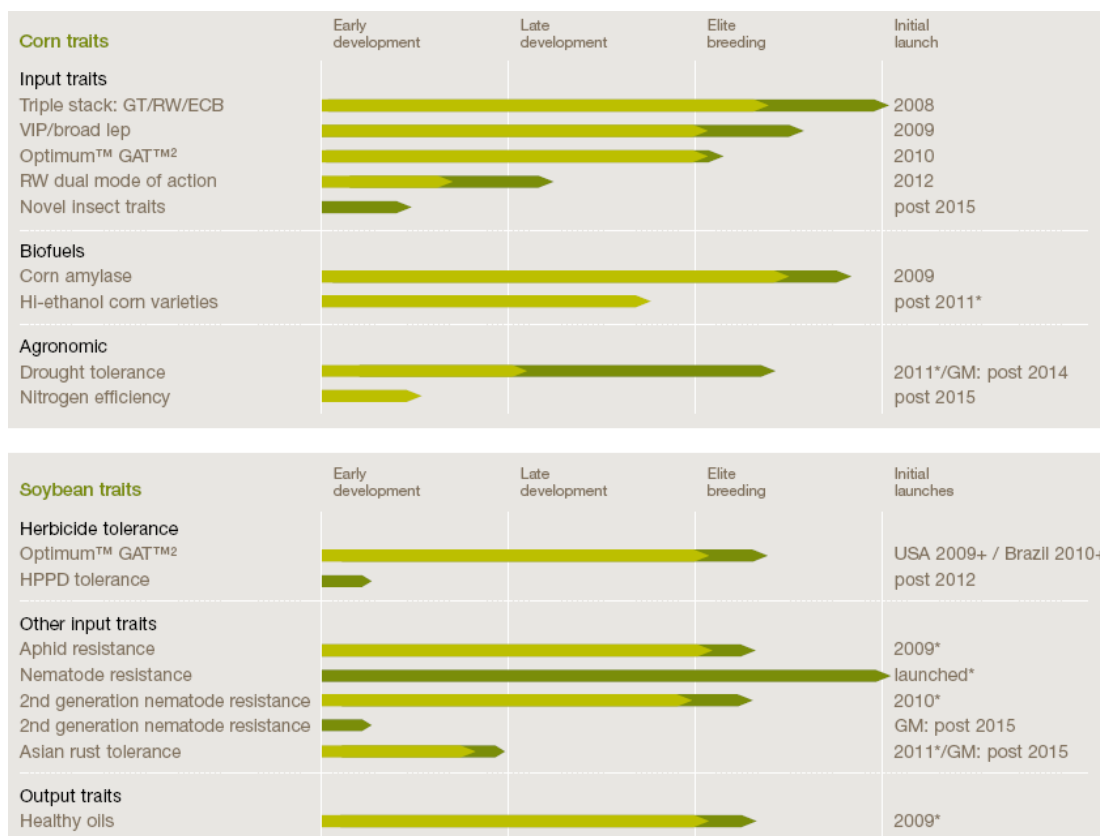 Corn traits Early development Late development Elite breeding Initial launch
Input traits
Triple stack: GT/RW/ECB 2008
VIP/broad lep 2009
Optimum™ GAT™² 2010
RW dual mode of action 2012
Novel insect traits post 2015
Biofuels
Corn amylase 2009
Hi-ethanol corn varieties post 2011*
Agronomic
Drought tolerance 2011*/GM: post 2014
Nitrogen efficiency post 2015
Soybean traits Early development Late development Elite breeding Initial launches
Herbicide tolerance
Optimum™ GAT™² USA 2009+ / Brazil 2010+
HPPD tolerance post 2012
Other input traits
Aphid resistance 2009*
Nematode resistance launched*
2nd generation nematode resistance 2010*
2nd generation nematode resistance GM: post 2015
Asian rust tolerance 2011*/GM: post 2015
Output traits
Healthy oils 2009*